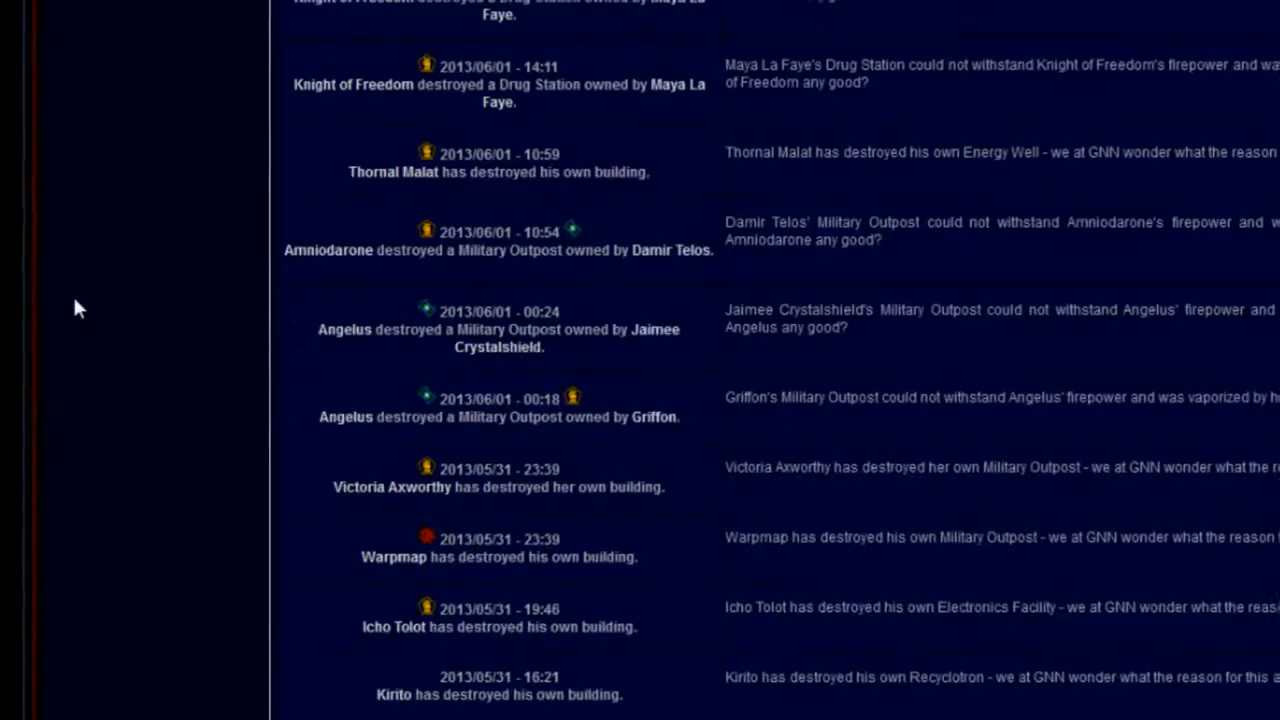 Knight of Freedom destroyed a Drug Station owned by Maya La
Faye.
2013/06/01 - 14:11
Knight of Freedom destroyed a Drug Station owned by Maya La
Faye.
Maya La Faye's Drug Station could not withstand Knight of Freedom's firepower and wa
of Freedom any good?
2013/06/01 - 10:59
Thornal Malat has destroyed his own building.
Thornal Malat has destroyed his own Energy Well - we at GNN wonder what the reason
2013/06/01 - 10:54
Amniodarone destroyed a Military Outpost owned by Damir Telos.
Damir Telos' Military Outpost could not withstand Amniodarone's firepower and w
Amniodarone any good?
2013/06/01 - 00:24
Angelus destroyed a Military Outpost owned by Jaimee
Crystalshield.
Jaimee Crystalshield's Military Outpost could not withstand Angelus' firepower and
Angelus any good?
2013/06/01 - 00:18
Angelus destroyed a Military Outpost owned by Griffon.
Griffon's Military Outpost could not withstand Angelus' firepower and was vaporized by h
2013/05/31 - 23:39
Victoria Axworthy has destroyed her own building.
Victoria Axworthy has destroyed her own Military Outpost - we at GNN wonder what the r
2013/05/31 - 23:39
Warpmap has destroyed his own building.
Warpmap has destroyed his own Military Outpost - we at GNN wonder what the reason
2013/05/31 - 19:46
Icho Tolot has destroyed his own building.
Icho Tolot has destroyed his own Electronics Facility - we at GNN wonder what the reas
2013/05/31 - 16:21
Kirito has destroyed his own building.
Kirito has destroyed his own Recyclotron - we at GNN wonder what the reason for this a